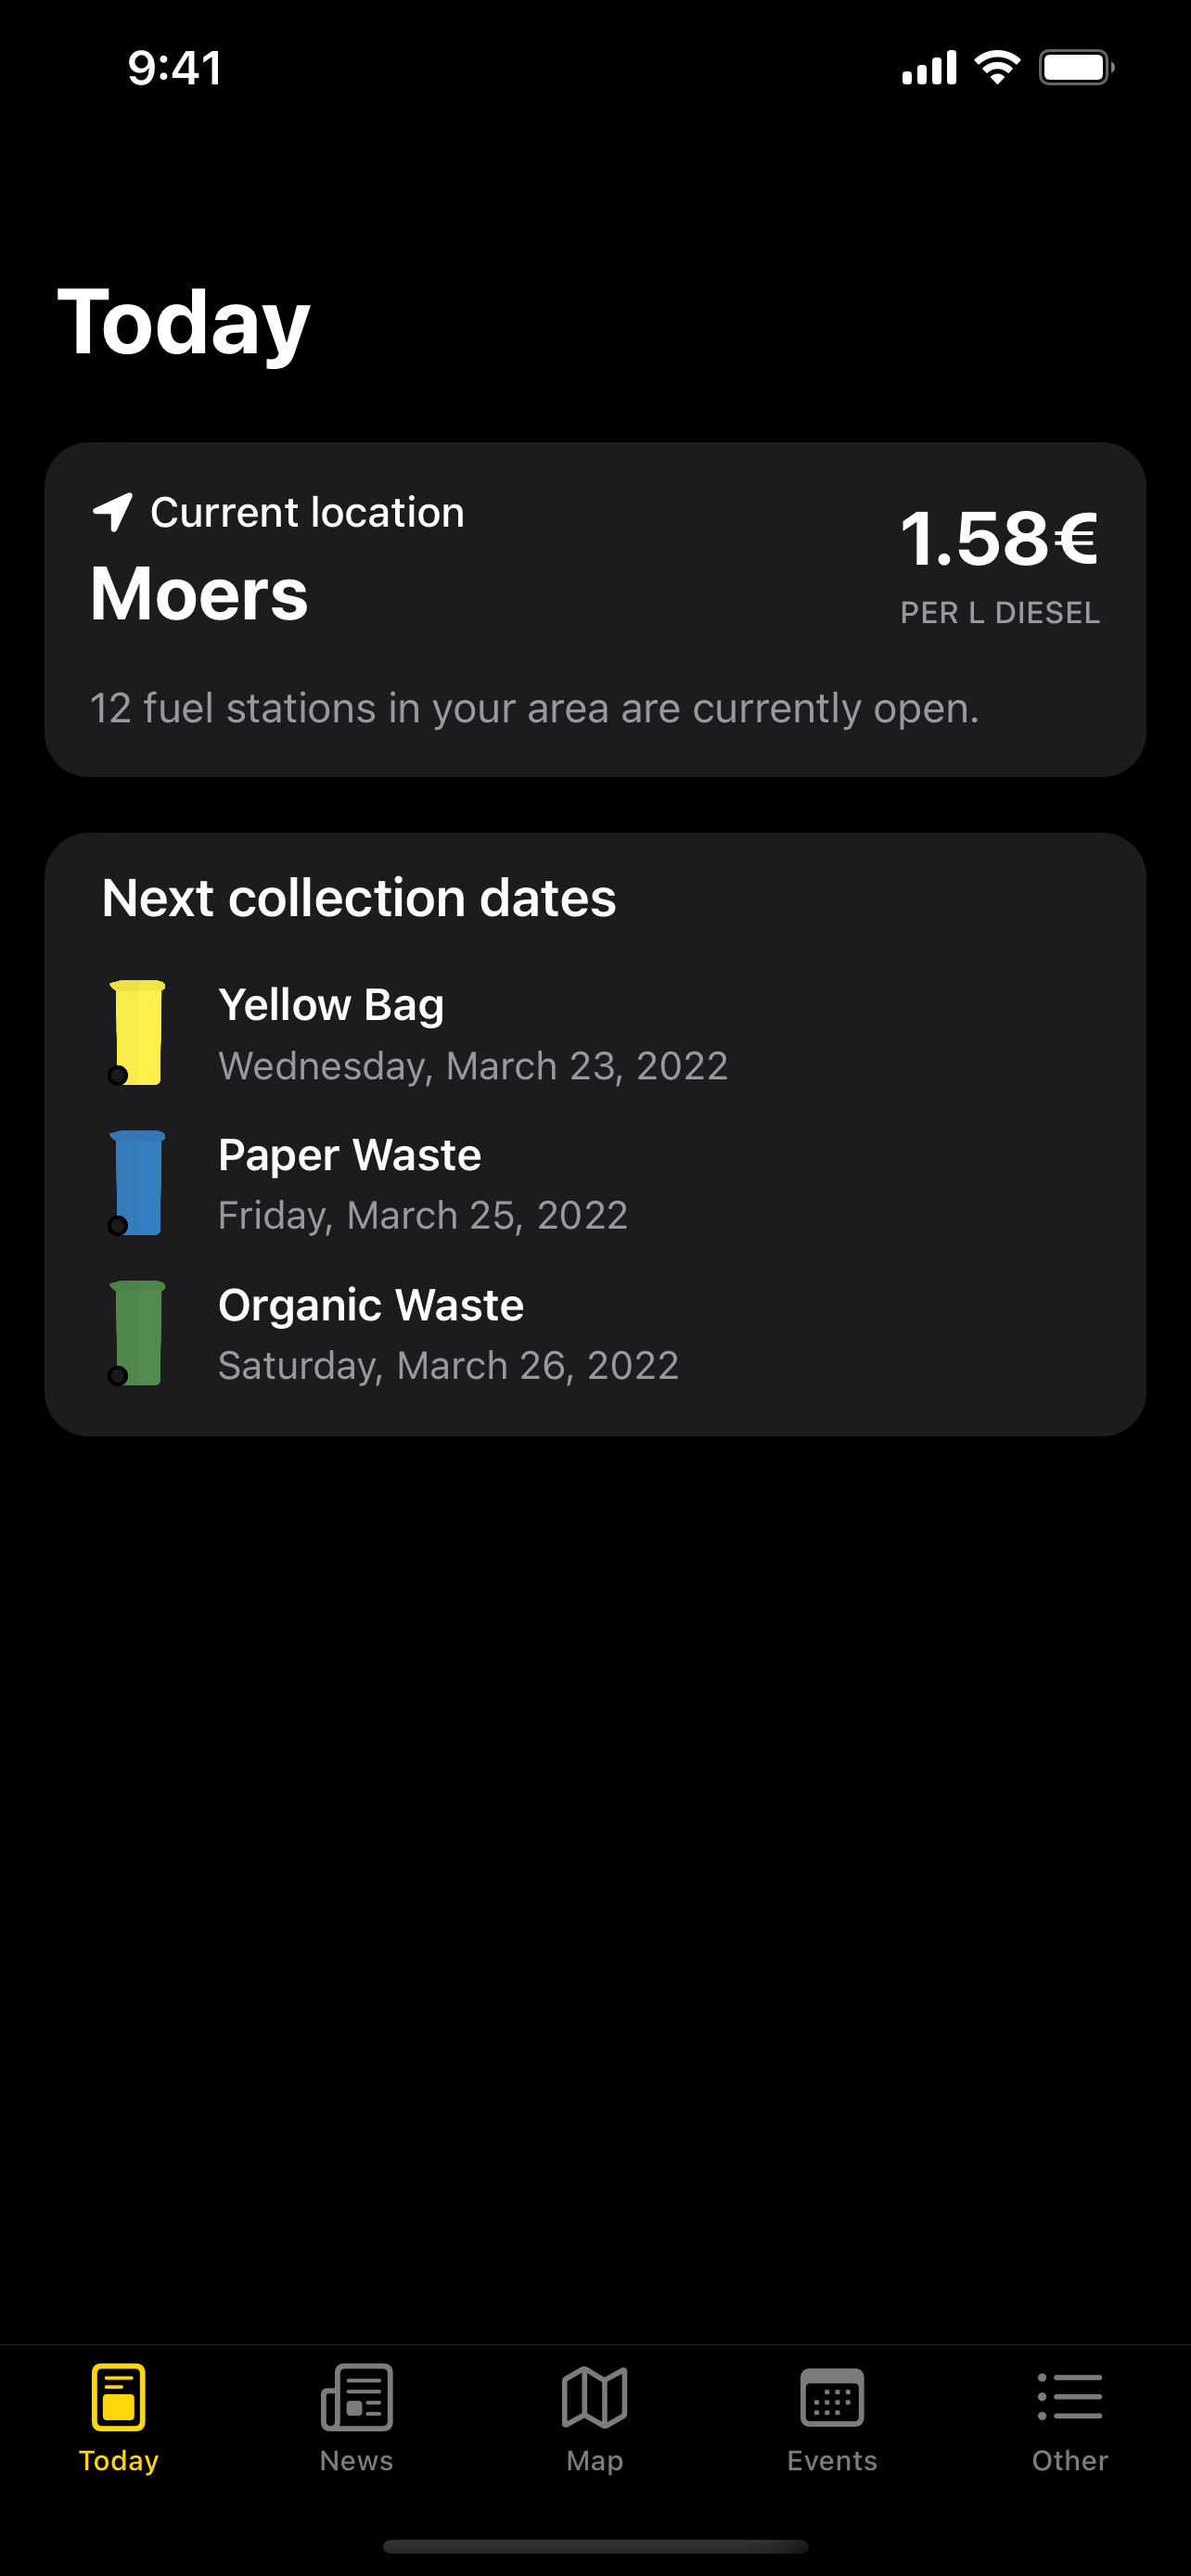 9:41
Today
Current location
Moers
1.58€
PER L DIESEL
12 fuel stations in your area are currently open.
Next collection dates
Yellow Bag
Wednesday, March 23, 2022
Paper Waste
Friday, March 25, 2022
Organic Waste
Saturday, March 26, 2022
Today
News
Map
Events
Other